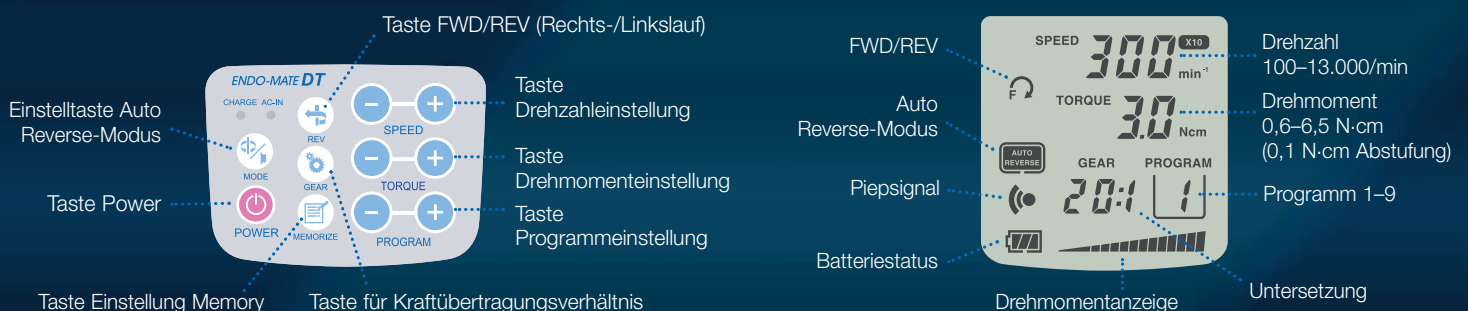 Taste FWD/REV (Rechts-/Linkslauf)
ENDO-MATE DT
CHARGE AC-IN
Einstelltaste Auto
Reverse-Modus
MODE
REV
SPEED
Taste
Drehzahleinstellung
GEAR
TORQUE
Taste
Drehmomenteinstellung
Taste Power
POWER
MEMORIZE
PROGRAM
Taste
Programmeinstellung
Taste Einstellung Memory
Taste für Kraftübertragungsverhältnis
FWD/REV
F
SPEED 300 X10
min-1
Drehzahl
100–13.000/min
Auto
Reverse-Modus
AUTO
REVERSE
TORQUE
3.0 Ncm
Drehmoment
0,6–6,5 N·cm
(0,1 N·cm Abstufung)
Piepsignal
GEAR PROGRAM
20:1 1
Programm 1–9
Batteriestatus
Drehmomentanzeige
Untersetzung